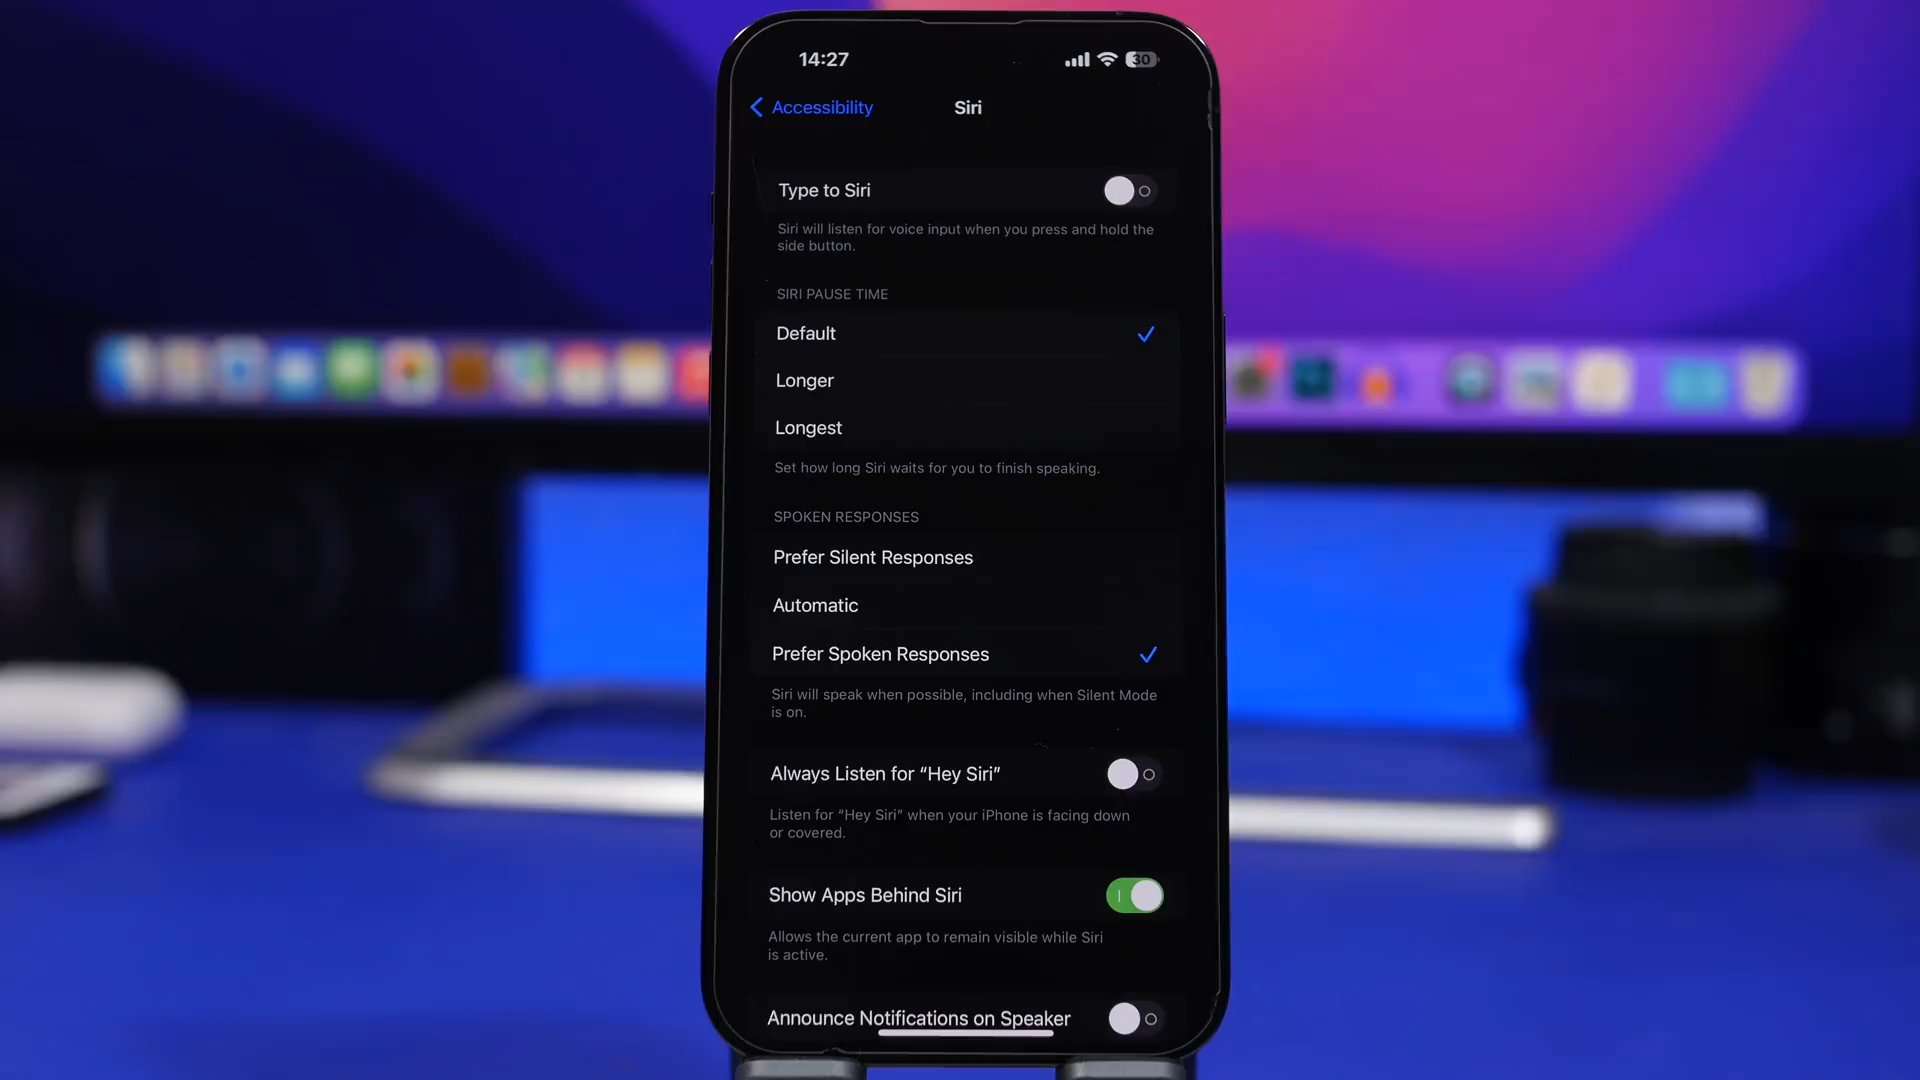 14:27
30
Accessibility
Siri
Type to Siri
Siri will listen for voice input when you press and hold the
side button.
SIRI PAUSE TIME
Default
Longer
Longest
Set how long Siri waits for you to finish speaking.
SPOKEN RESPONSES
Prefer Silent Responses
Automatic
Prefer Spoken Responses
Siri will speak when possible, including when Silent Mode
is on.
Always Listen for “Hey Siri”
Listen for “Hey Siri” when your iPhone is facing down
or covered.
Show Apps Behind Siri
Allows the current app to remain visible while Siri
is active.
Announce Notifications on Speaker